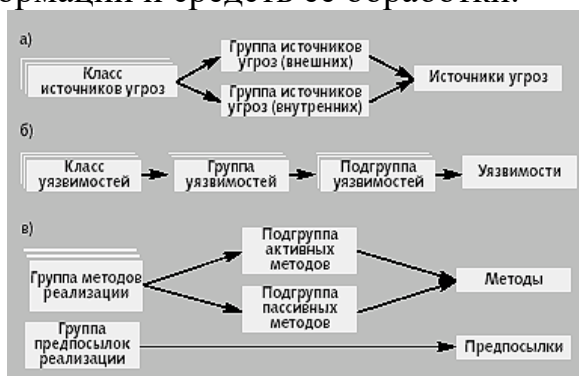 формации и средств ее обработки.
а)
Группа источников
угроз (внешних)
Класс
источников угроз
Источники угроз
Группа источников
угроз (внутренних)
б)
Класс
уязвимостей
Группа
уязвимостей
Подгруппа
уязвимостей
Уязвимости
в)
Подгруппа
активных
методов
Группа методов
реализации
Методы
Подгруппа
пассивных
методов
Группа
предпосылок
реализации
Предпосылки